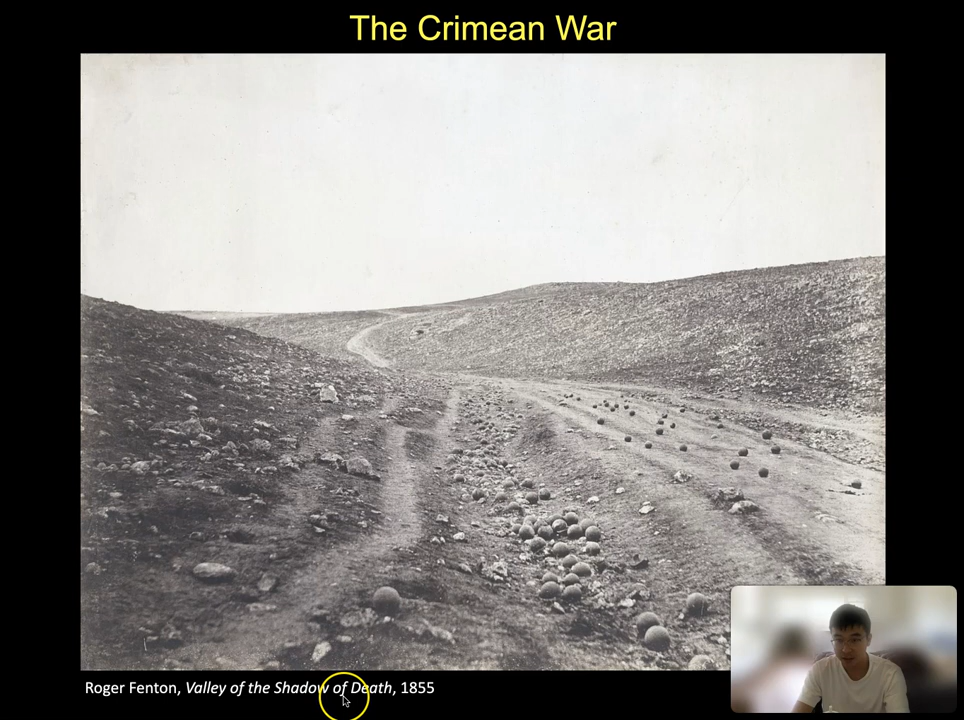 The Crimean War
Roger Fenton, Valley of the Shadow of Death, 1855